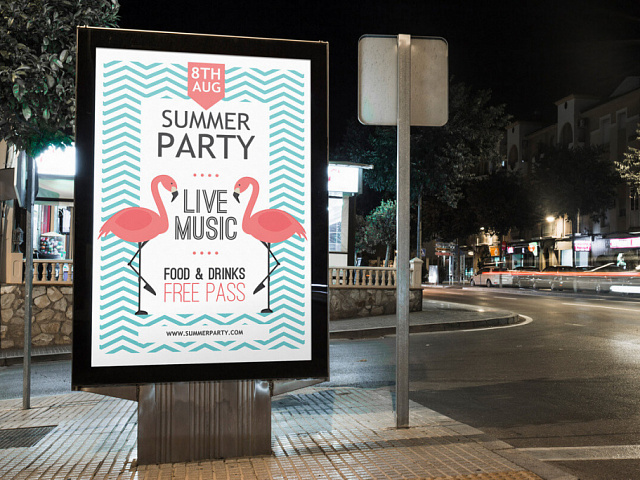 8TH
AUG
SUMMER
PARTY
LIVE
MUSIC
FOOD & DRINKS
FREE PASS
WWW.SUMMERPARTY.COM